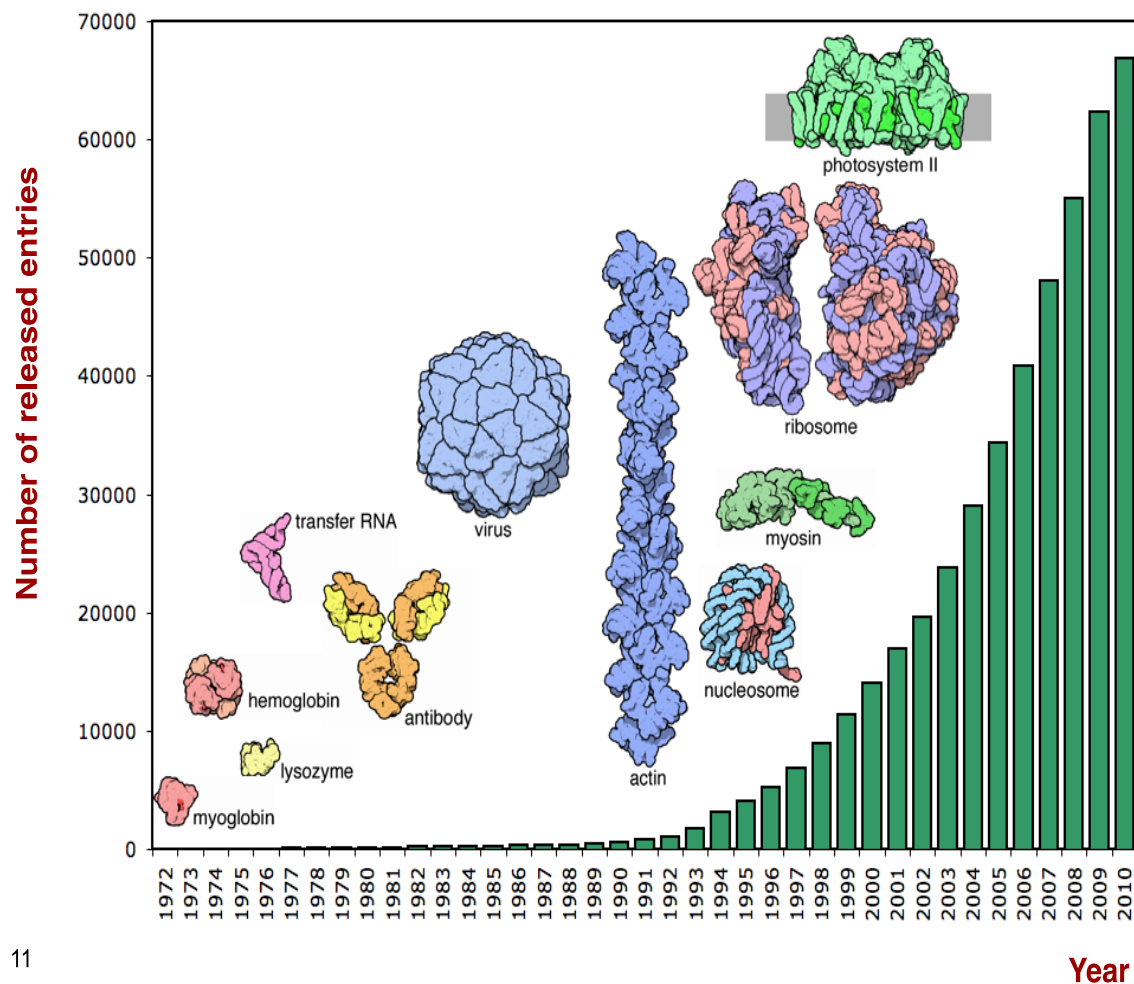 Number of released entries
70000
60000
50000
40000
30000
20000
10000
0
photosystem II
ribosome
virus
transfer RNA
myosin
nucleosome
hemoglobin
antibody
lysozyme
actin
myoglobin
1972 1973 1974 1975 1976 1977 1978 1979 1980 1981 1982 1983 1984 1985 1986 1987 1988 1989 1990 1991 1992 1993 1994 1995 1996 1997 1998 1999 2000 2001 2002 2003 2004 2005 2006 2007 2008 2009 2010
11
Year